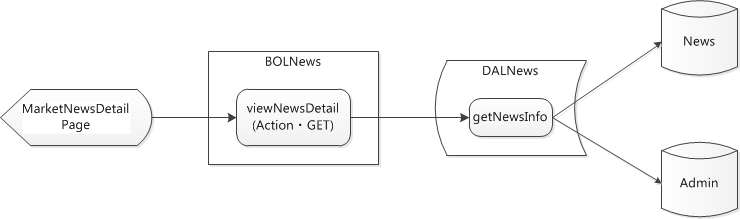 MarketNewsDetail
Page
BOLNews
viewNewsDetail
(Action・GET)
DALNews
getNewsInfo
News
Admin